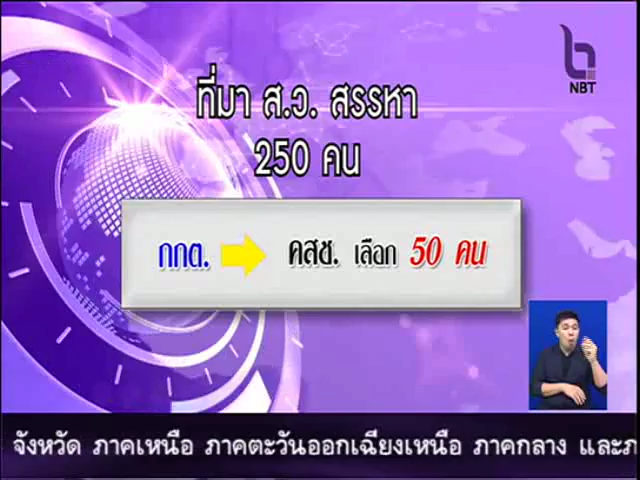 NBT
ที่มา ส.ว. สรรหา
250 คน
กกต. คสช. เลือก 50 คน
จังหวัด ภาคเหนือ ภาคตะวันออกเฉียงเหนือ ภาคกลาง และภ